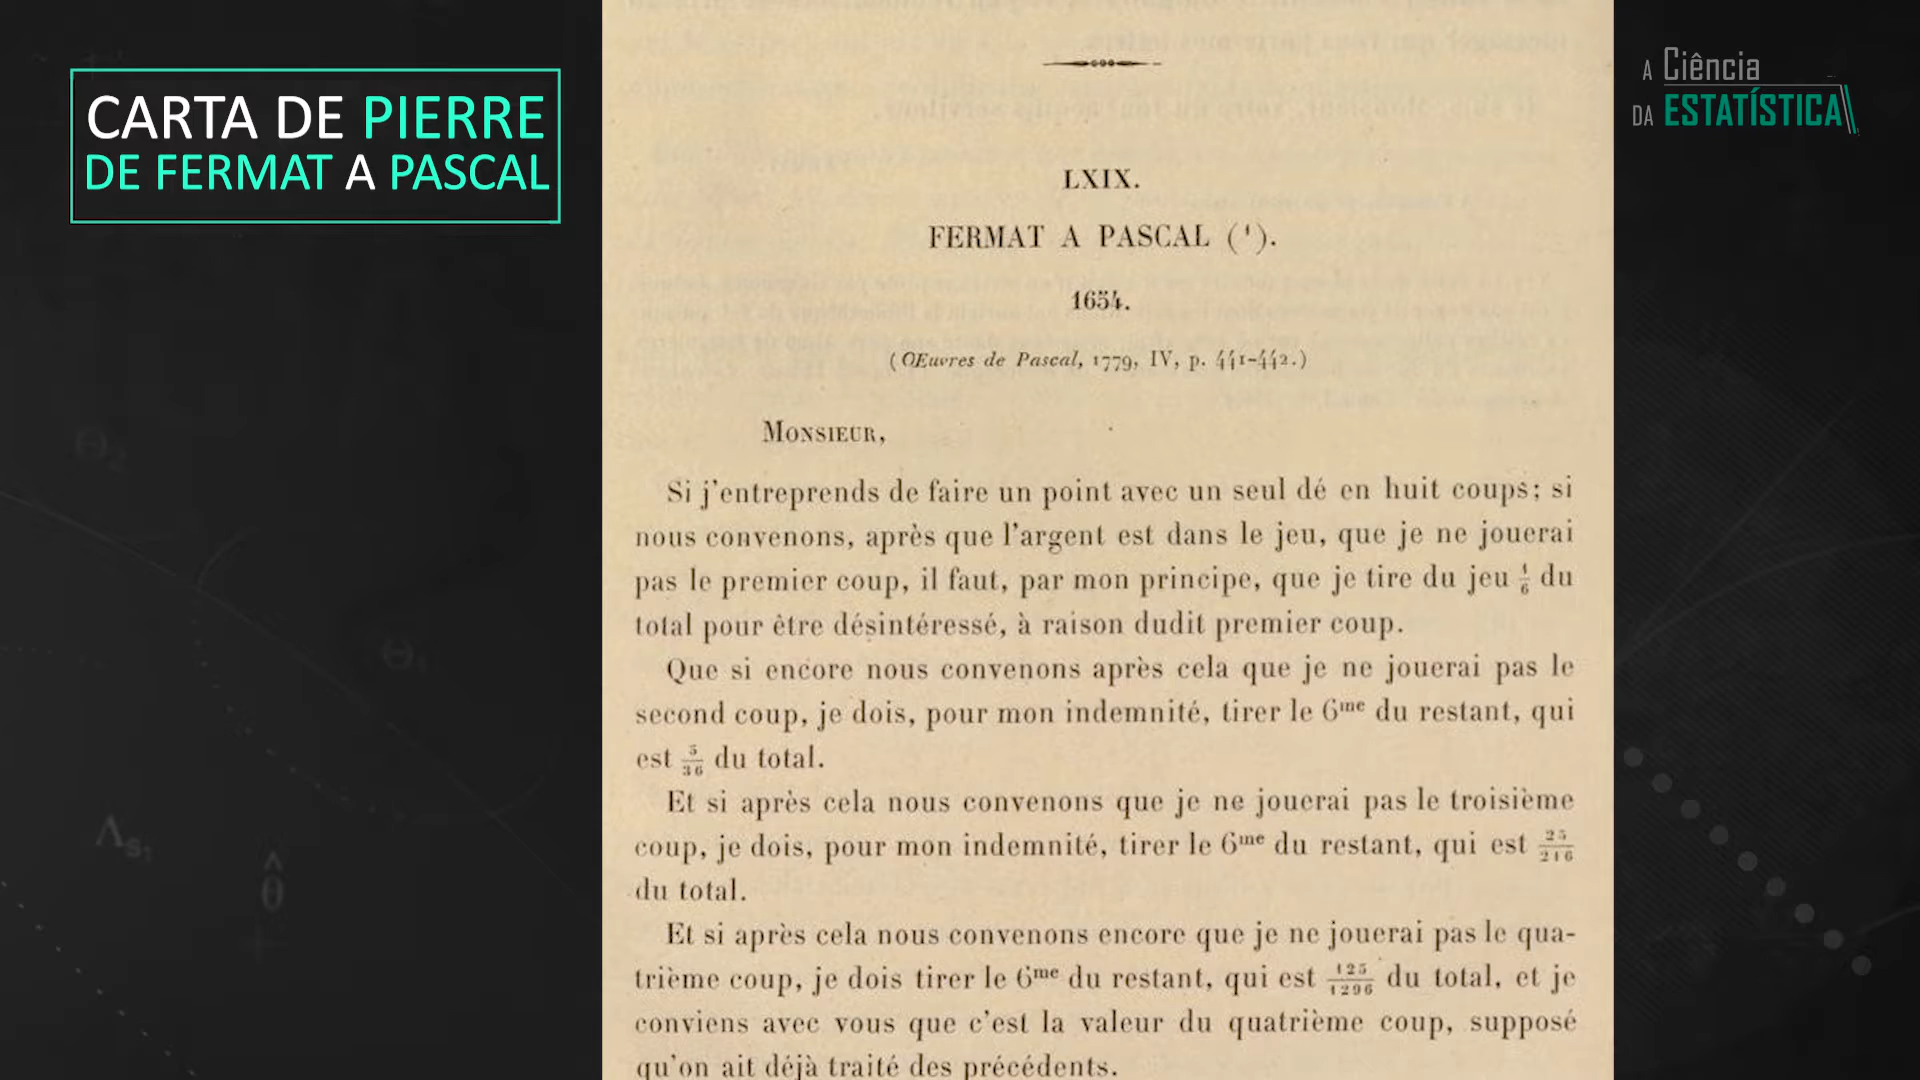 CARTA DE PIERRE
DE FERMAT A PASCAL
A Ciência
DA ESTATÍSTICA
LXIX.
FERMAT A PASCAL (¹).
1654.
(Œuvres de Pascal, 1779, IV, p. 441-442.)
MONSIEUR,
Si j'entreprends de faire un point avec un seul dé en huit coups; si
nous convenons, après que l'argent est dans le jeu, que je ne jouerai
pas le premier coup, il faut, par mon principe, que je tire du jeu 1/6 du
total pour être désintéressé, à raison dudit premier coup.
Que si encore nous convenons après cela que je ne jouerai pas le
second coup, je dois, pour mon indemnité, tirer le 6me du restant, qui
est 5/36 du total.
Et si après cela nous convenons que je ne jouerai pas le troisième
coup, je dois, pour mon indemnité, tirer le 6me du restant, qui est 25/216
du total.
Et si après cela nous convenons encore que je ne jouerai pas le qua-
trième coup, je dois tirer le 6me du restant, qui est 125/1296 du total, et je
conviens avec vous que c'est la valeur du quatrième coup, supposé
qu'on ait déjà traité des précédents.
Θ2
Θ1
ΛS1
θ̂